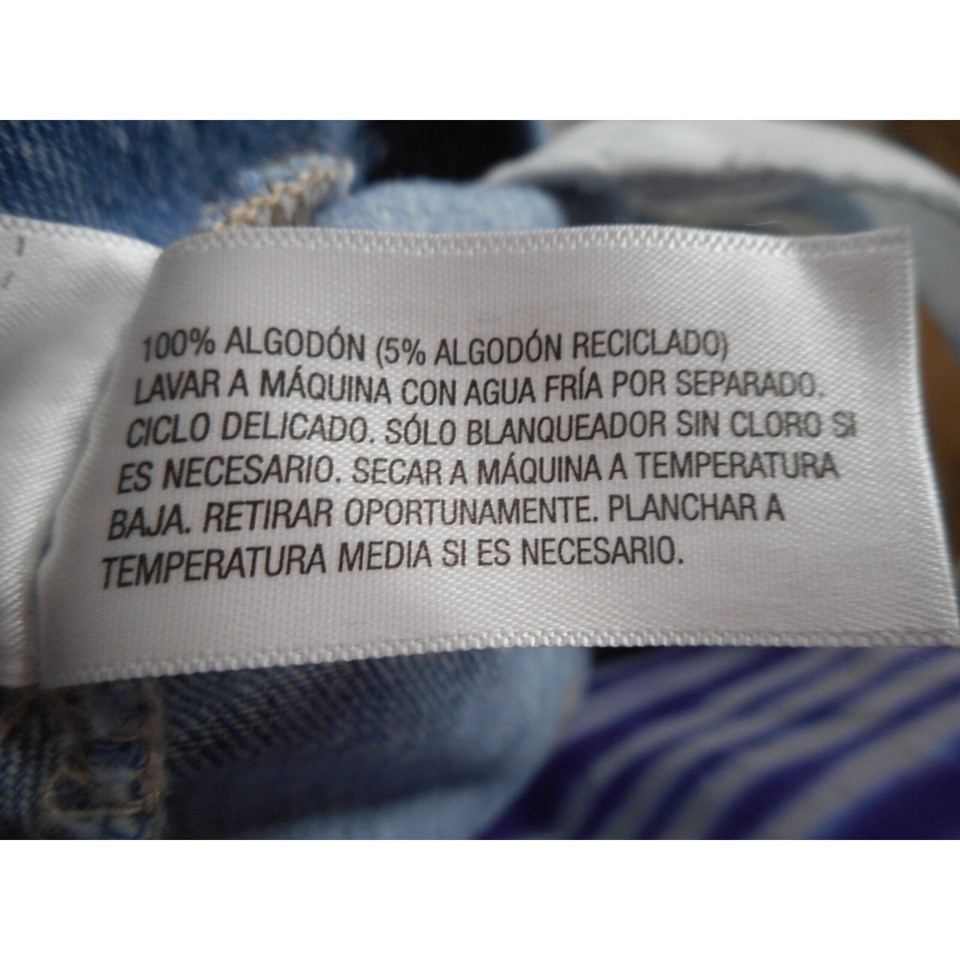 100% ALGODÓN (5% ALGODÓN RECICLADO)
LAVAR A MÁQUINA CON AGUA FRÍA POR SEPARADO.
CICLO DELICADO. SÓLO BLANQUEADOR SIN CLORO SI
ES NECESARIO. SECAR A MÁQUINA A TEMPERATURA
BAJA. RETIRAR OPORTUNAMENTE. PLANCHAR A
TEMPERATURA MEDIA SI ES NECESARIO.